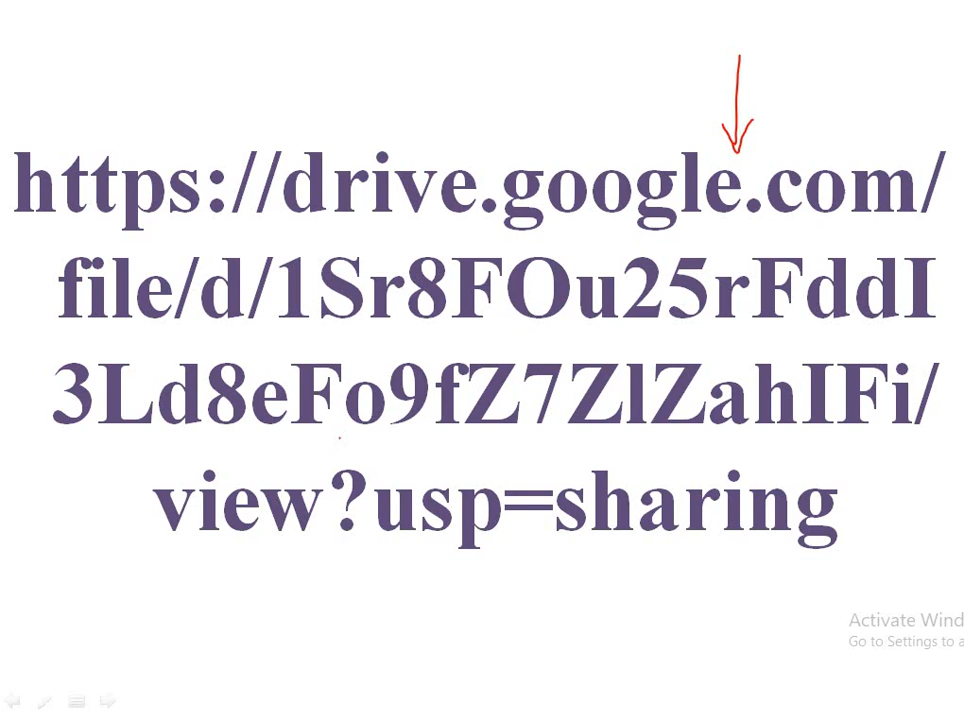 https://drive.google.com/
file/d/1Sr8FOu25rFddI
3Ld8eFo9fZ7ZlZahIFi/
view?usp=sharing
Activate Wind
Go to Settings to a